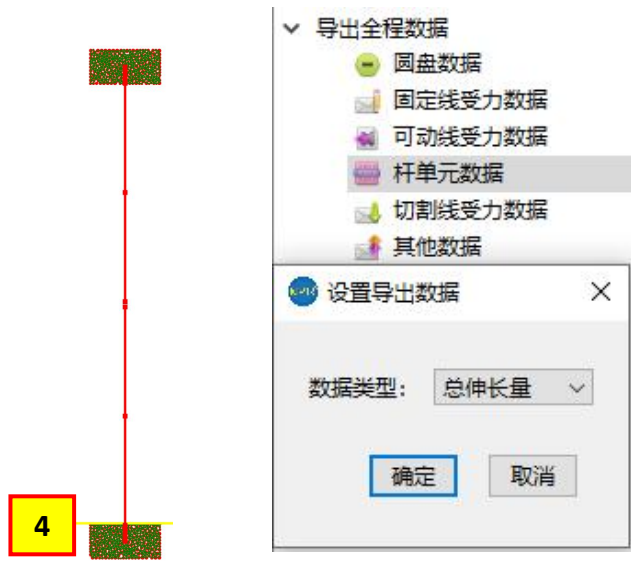 导出全程数据
圆盘数据
固定线受力数据
可动线受力数据
杆单元数据
切割线受力数据
其他数据
设置导出数据
数据类型： 总伸长量
确定 取消
4